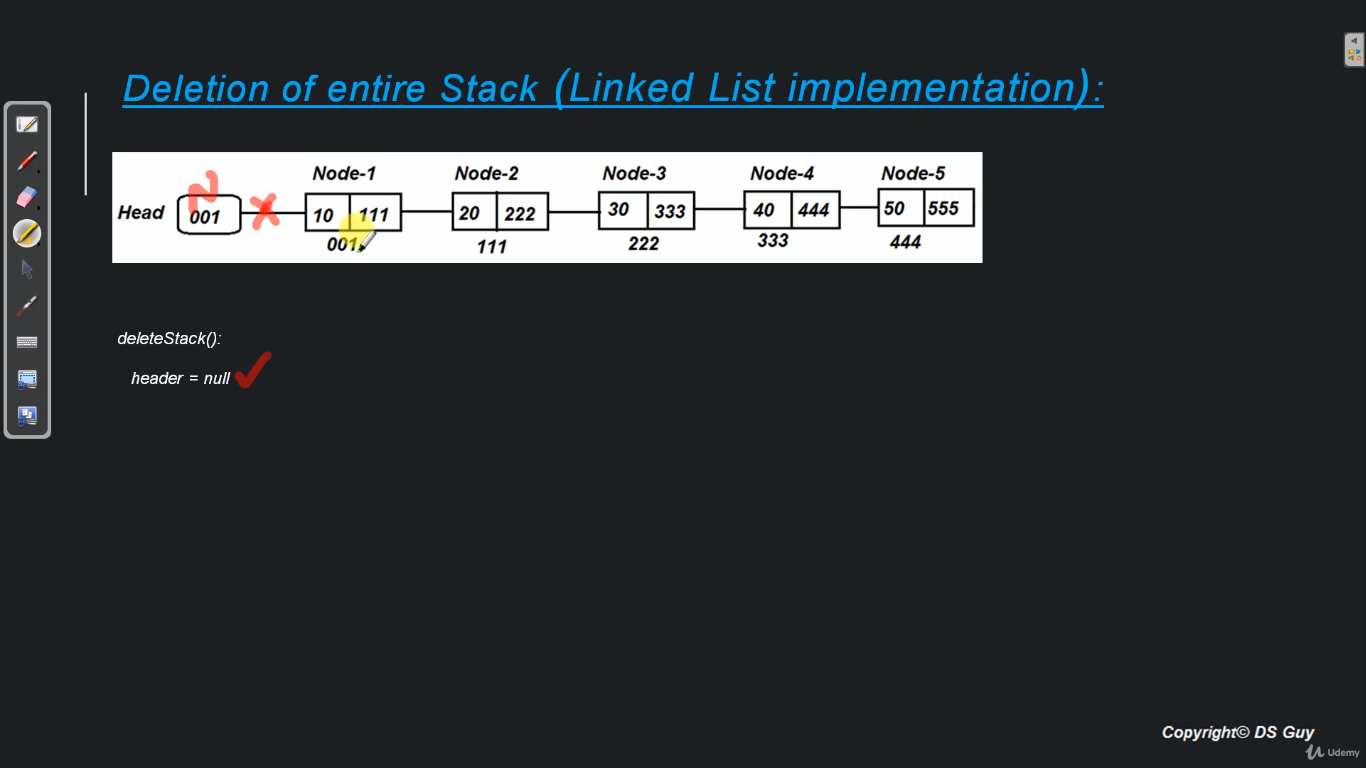 Deletion of entire Stack (Linked List implementation):
Node-1 Node-2 Node-3 Node-4 Node-5
N
Head 001 10 111 20 222 30 333 40 444 50 555
001 111 222 333 444
deleteStack():
header = null
Copyright© DS Guy
Udemy